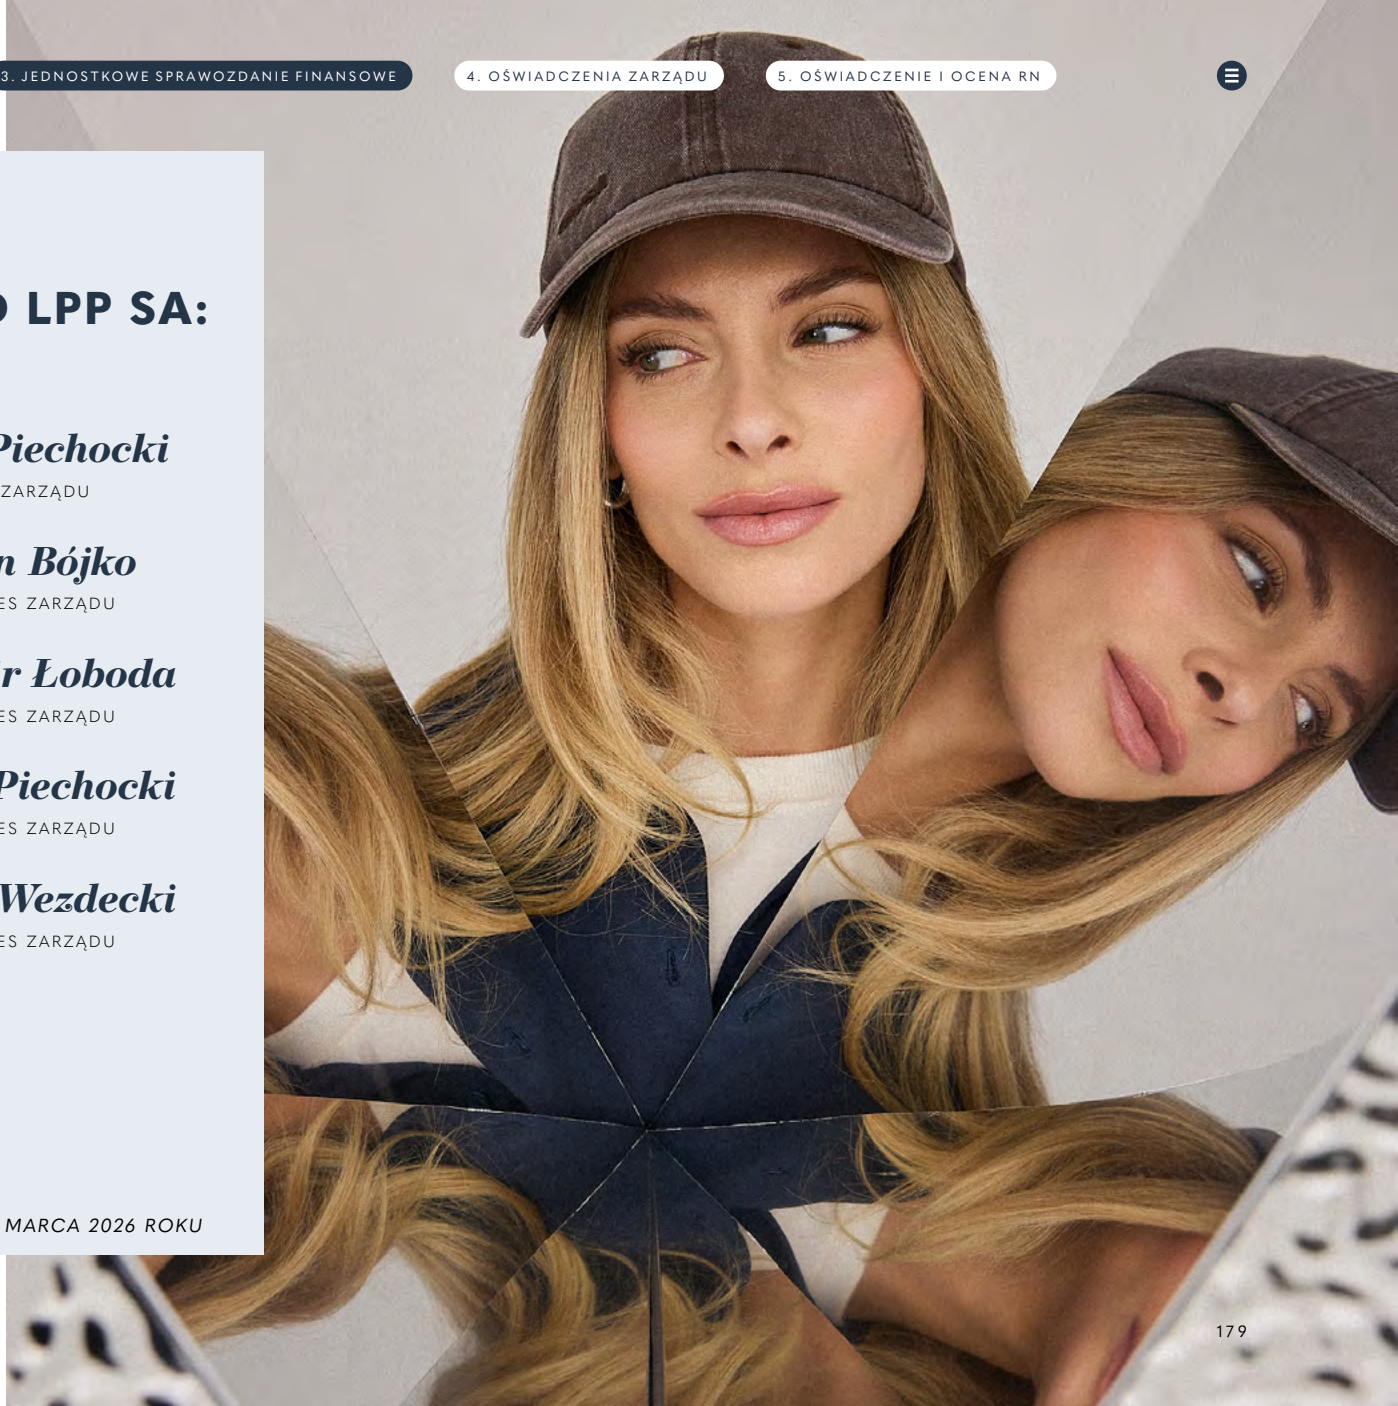 3. JEDNOSTKOWE SPRAWOZDANIE FINANSOWE
4. OŚWIADCZENIA ZARZĄDU
5. OŚWIADCZENIE I OCENA RN
LPP SA:
Piechocki
ZARZĄDU
Bójko
ZARZĄDU
Łoboda
ZARZĄDU
Piechocki
ZARZĄDU
Wezdecki
ZARZĄDU
MARCA 2026 ROKU
179